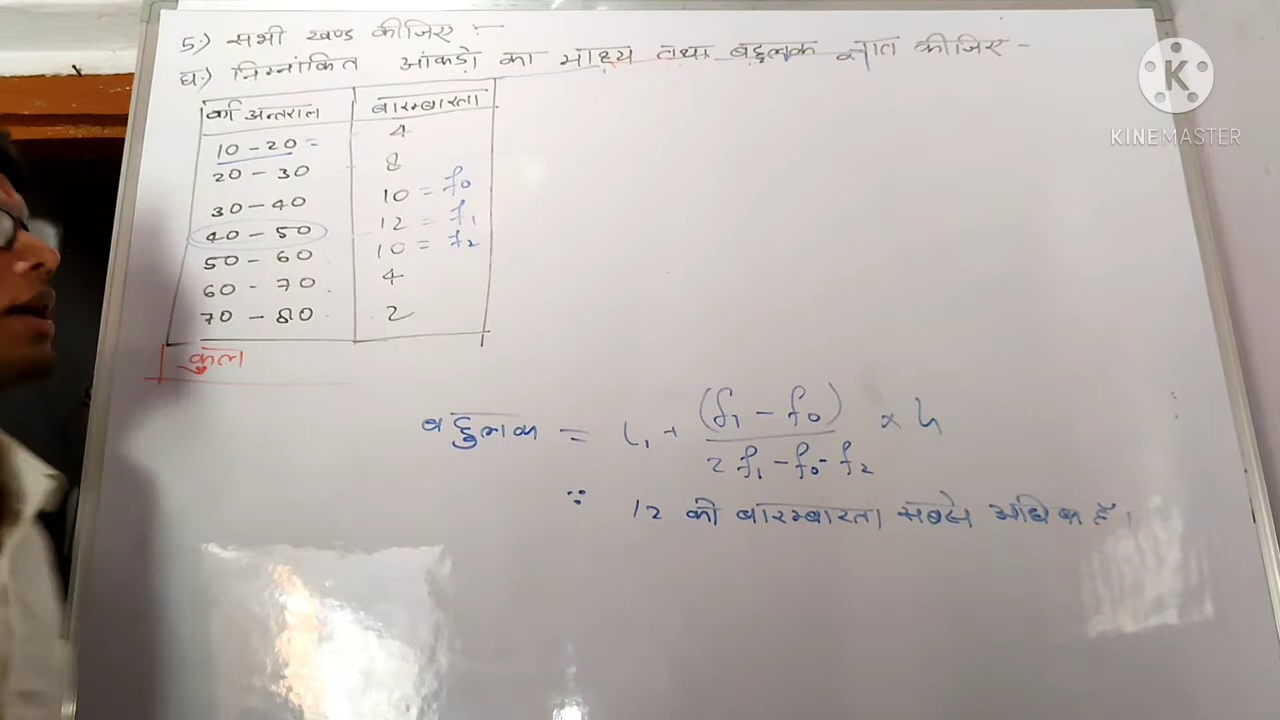 5.) सभी खण्ड कीजिए :-
घ.) निम्नांकित आंकड़ो का माध्य तथा बहुलक ज्ञात कीजिए -
वर्ग अन्तराल बारम्बारता
10 - 20 = 4
20 - 30 8
30 - 40 10 = f₀
40 - 50 12 = f₁
50 - 60 10 = f₂
60 - 70 4
70 - 80 2
कुल
बहुलक = l₁ + (f₁ - f₀) / 2f₁ - f₀ - f₂ × h
∵ 12 की बारम्बारता सबसे अधिक है।
K
KINEMASTER